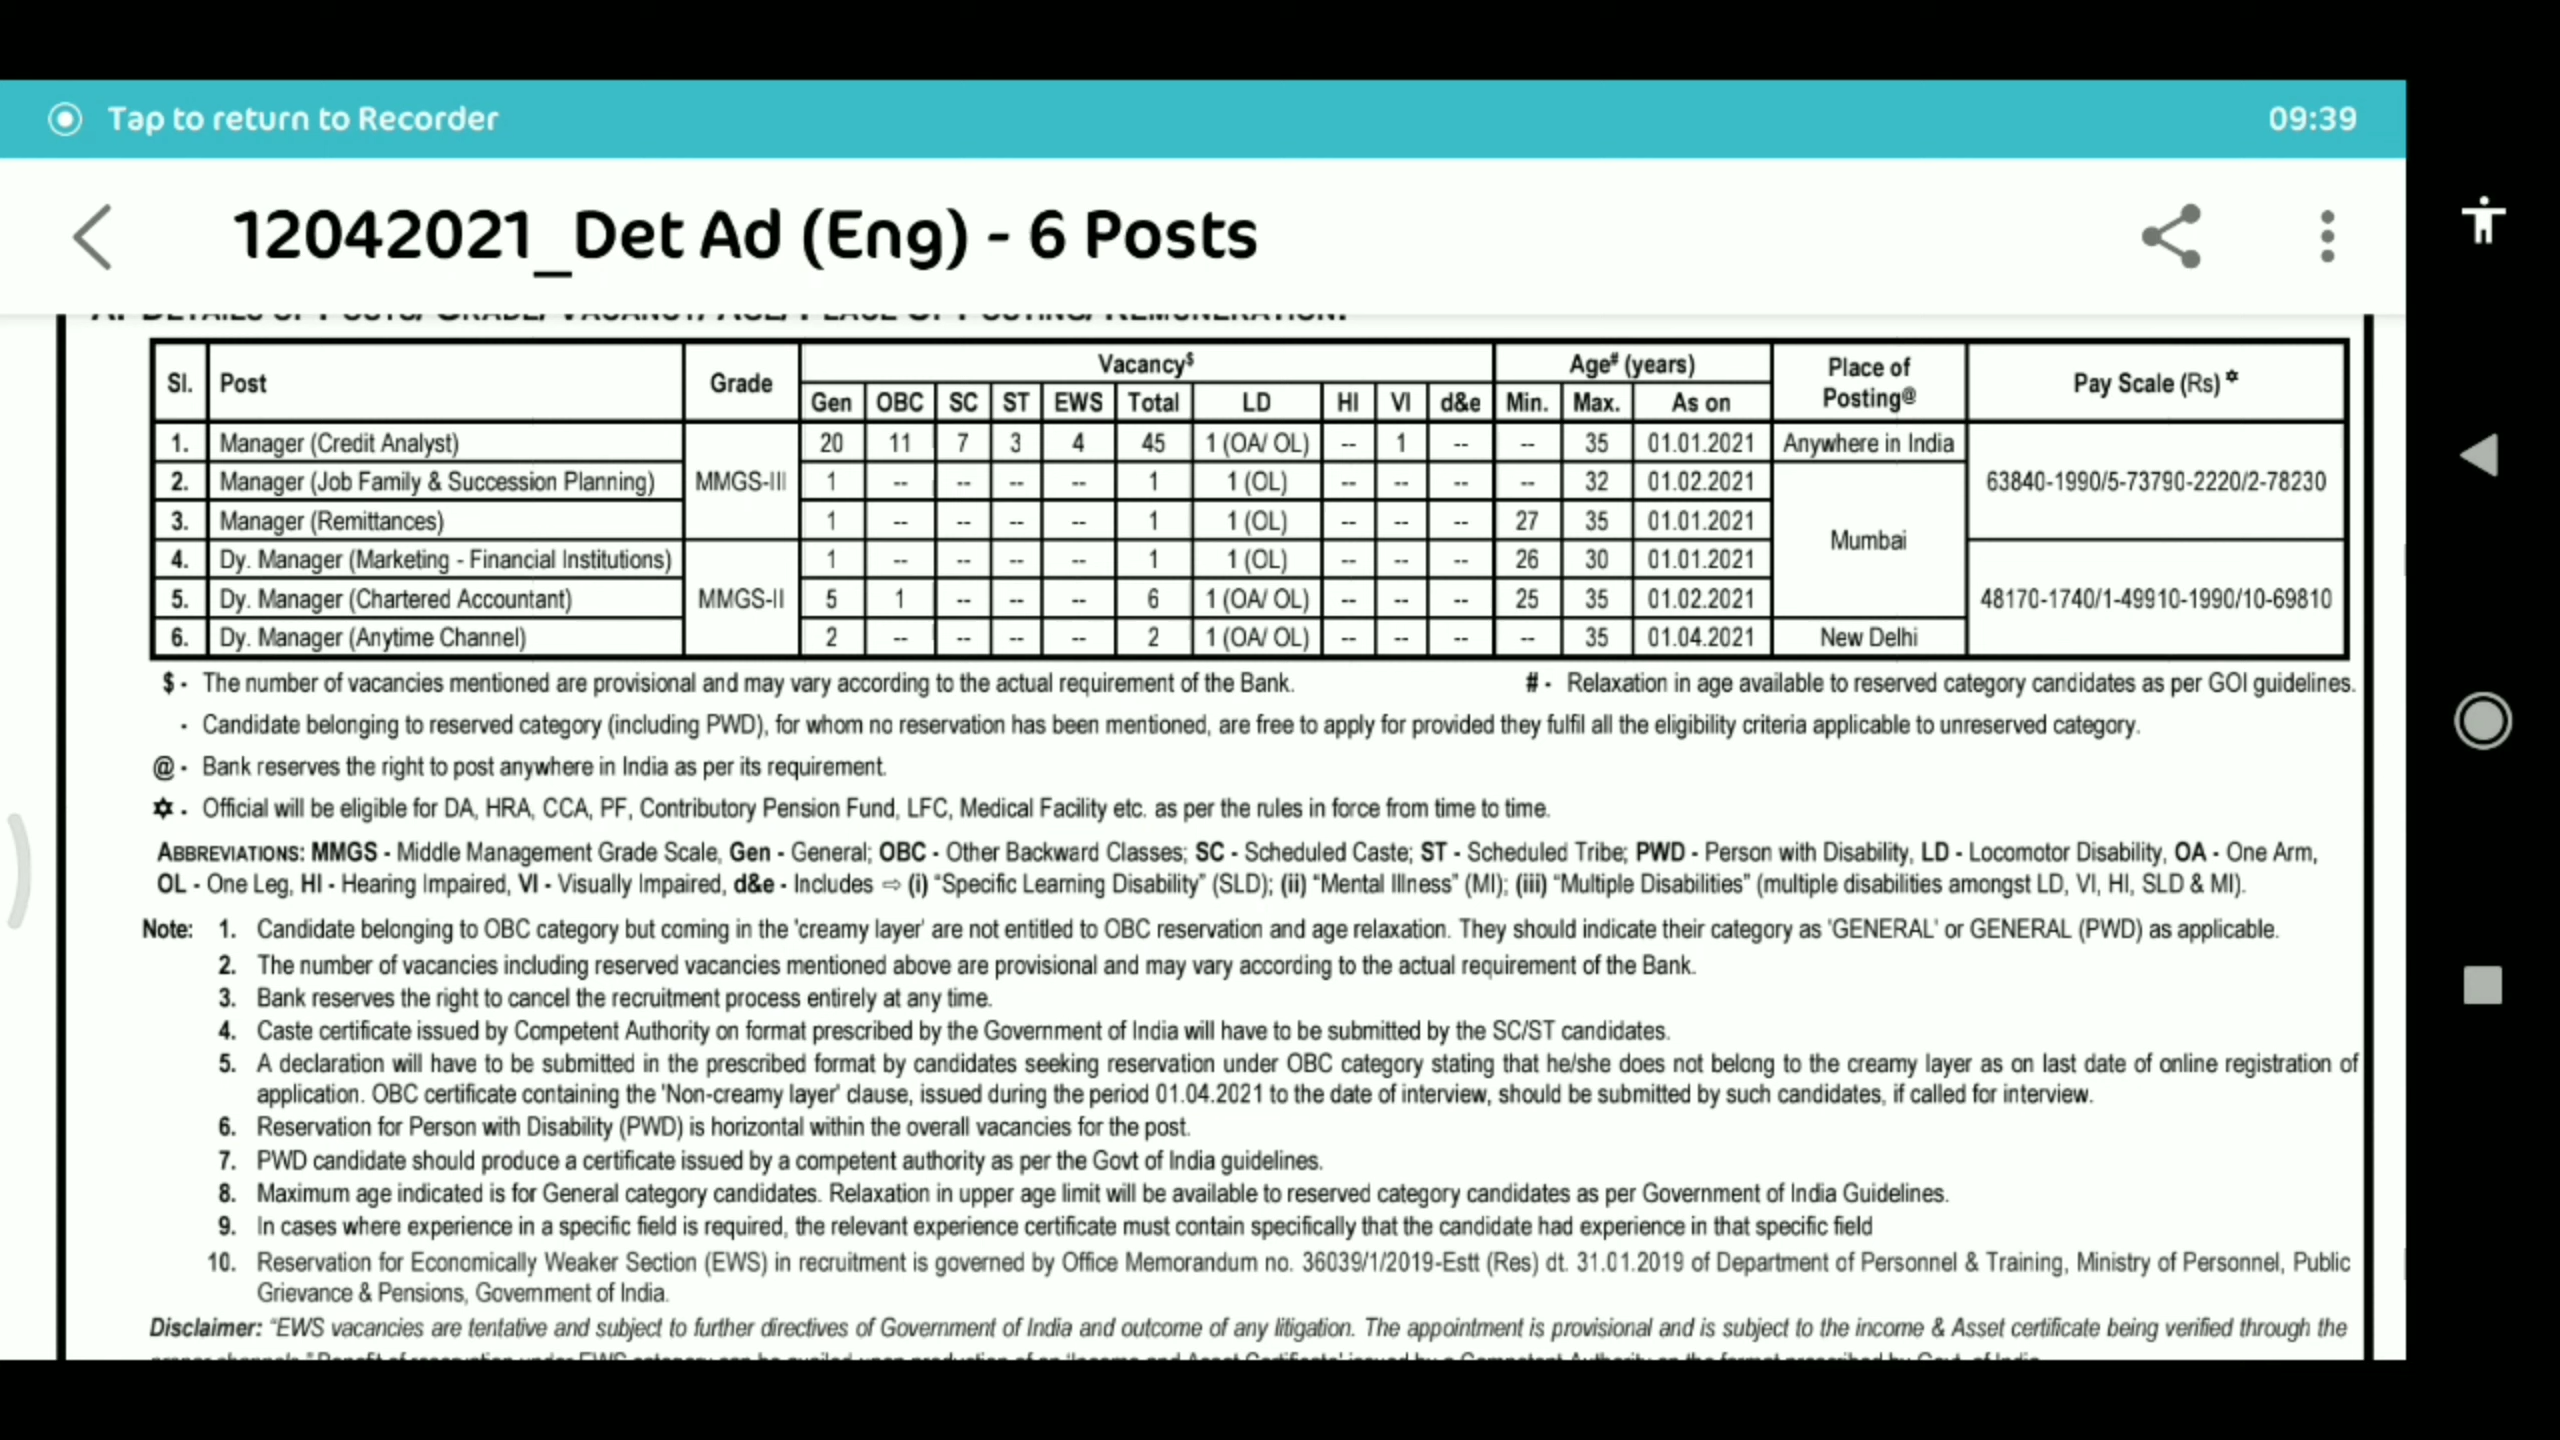 Tap to return to Recorder 09:39
12042021_Det Ad (Eng) - 6 Posts
A. DETAILS OF POSTS/ GRADE/ VACANCY/ AGE/ PLACE OF POSTING/ REMUNERATION:
Sl. Post Grade Vacancy$ Age# (years) Place of Posting@ Pay Scale (Rs) ✡
Gen OBC SC ST EWS Total LD HI VI d&e Min. Max. As on
1. Manager (Credit Analyst) MMGS-III 20 11 7 3 4 45 1 (OA/ OL) -- 1 -- -- 35 01.01.2021 Anywhere in India 63840-1990/5-73790-2220/2-78230
2. Manager (Job Family & Succession Planning) 1 -- -- -- -- 1 1 (OL) -- -- -- -- 32 01.02.2021 Mumbai
3. Manager (Remittances) 1 -- -- -- -- 1 1 (OL) -- -- -- 27 35 01.01.2021
4. Dy. Manager (Marketing - Financial Institutions) MMGS-II 1 -- -- -- -- 1 1 (OL) -- -- -- 26 30 01.01.2021 48170-1740/1-49910-1990/10-69810
5. Dy. Manager (Chartered Accountant) 5 1 -- -- -- 6 1 (OA/ OL) -- -- -- 25 35 01.02.2021
6. Dy. Manager (Anytime Channel) 2 -- -- -- -- 2 1 (OA/ OL) -- -- -- -- 35 01.04.2021 New Delhi
$ - The number of vacancies mentioned are provisional and may vary according to the actual requirement of the Bank. # - Relaxation in age available to reserved category candidates as per GOI guidelines.
- Candidate belonging to reserved category (including PWD), for whom no reservation has been mentioned, are free to apply for provided they fulfil all the eligibility criteria applicable to unreserved category.
@ - Bank reserves the right to post anywhere in India as per its requirement.
✡ - Official will be eligible for DA, HRA, CCA, PF, Contributory Pension Fund, LFC, Medical Facility etc. as per the rules in force from time to time.
ABBREVIATIONS: MMGS - Middle Management Grade Scale, Gen - General; OBC - Other Backward Classes; SC - Scheduled Caste; ST - Scheduled Tribe; PWD - Person with Disability, LD - Locomotor Disability, OA - One Arm,
OL - One Leg, HI - Hearing Impaired, VI - Visually Impaired, d&e - Includes ⇨ (i) “Specific Learning Disability” (SLD); (ii) “Mental Illness” (MI); (iii) “Multiple Disabilities” (multiple disabilities amongst LD, VI, HI, SLD & MI).
Note: 1. Candidate belonging to OBC category but coming in the 'creamy layer' are not entitled to OBC reservation and age relaxation. They should indicate their category as 'GENERAL' or GENERAL (PWD) as applicable.
2. The number of vacancies including reserved vacancies mentioned above are provisional and may vary according to the actual requirement of the Bank.
3. Bank reserves the right to cancel the recruitment process entirely at any time.
4. Caste certificate issued by Competent Authority on format prescribed by the Government of India will have to be submitted by the SC/ST candidates.
5. A declaration will have to be submitted in the prescribed format by candidates seeking reservation under OBC category stating that he/she does not belong to the creamy layer as on last date of online registration of
application. OBC certificate containing the 'Non-creamy layer' clause, issued during the period 01.04.2021 to the date of interview, should be submitted by such candidates, if called for interview.
6. Reservation for Person with Disability (PWD) is horizontal within the overall vacancies for the post.
7. PWD candidate should produce a certificate issued by a competent authority as per the Govt of India guidelines.
8. Maximum age indicated is for General category candidates. Relaxation in upper age limit will be available to reserved category candidates as per Government of India Guidelines.
9. In cases where experience in a specific field is required, the relevant experience certificate must contain specifically that the candidate had experience in that specific field
10. Reservation for Economically Weaker Section (EWS) in recruitment is governed by Office Memorandum no. 36039/1/2019-Estt (Res) dt. 31.01.2019 of Department of Personnel & Training, Ministry of Personnel, Public
Grievance & Pensions, Government of India.
Disclaimer: “EWS vacancies are tentative and subject to further directives of Government of India and outcome of any litigation. The appointment is provisional and is subject to the income & Asset certificate being verified through the